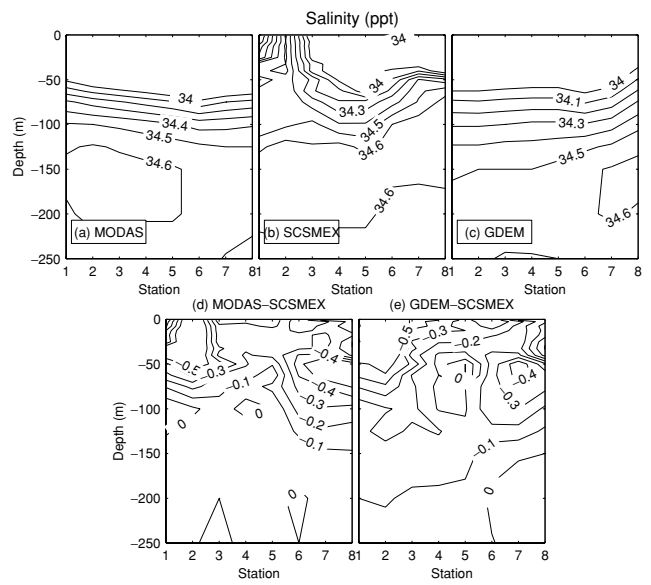 Salinity (ppt)
0
−50
−100
−150
−200
−250
Depth (m)
34
34.4
34.5
34.6
(a) MODAS
1 2 3 4 5 6 7 8
Station
34
34
34.3
34.5
34.6
34.6
(b) SCSMEX
1 2 3 4 5 6 7 8
Station
34
34.1
34.3
34.5
34.6
(c) GDEM
1 2 3 4 5 6 7 8
Station
(d) MODAS−SCSMEX
0
−50
−100
−150
−200
−250
Depth (m)
−0.5
−0.3
−0.1
−0.4
−0.4
−0.3
−0.2
−0.1
0
0
0
0
1 2 3 4 5 6 7 8
Station
(e) GDEM−SCSMEX
−0.5
−0.3
−0.2
0
−0.4
−0.3
−0.1
0
1 2 3 4 5 6 7 8
Station